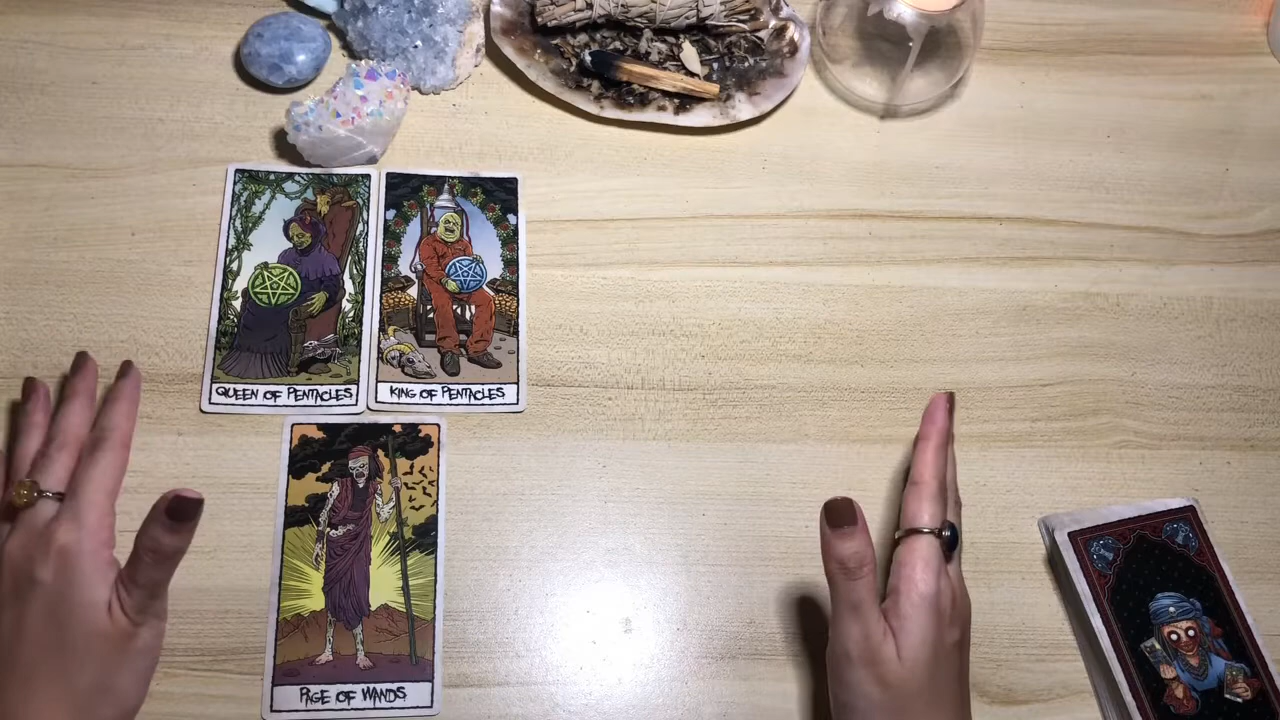 QUEEN OF PENTACLES
KING OF PENTACLES
PAGE OF WANDS